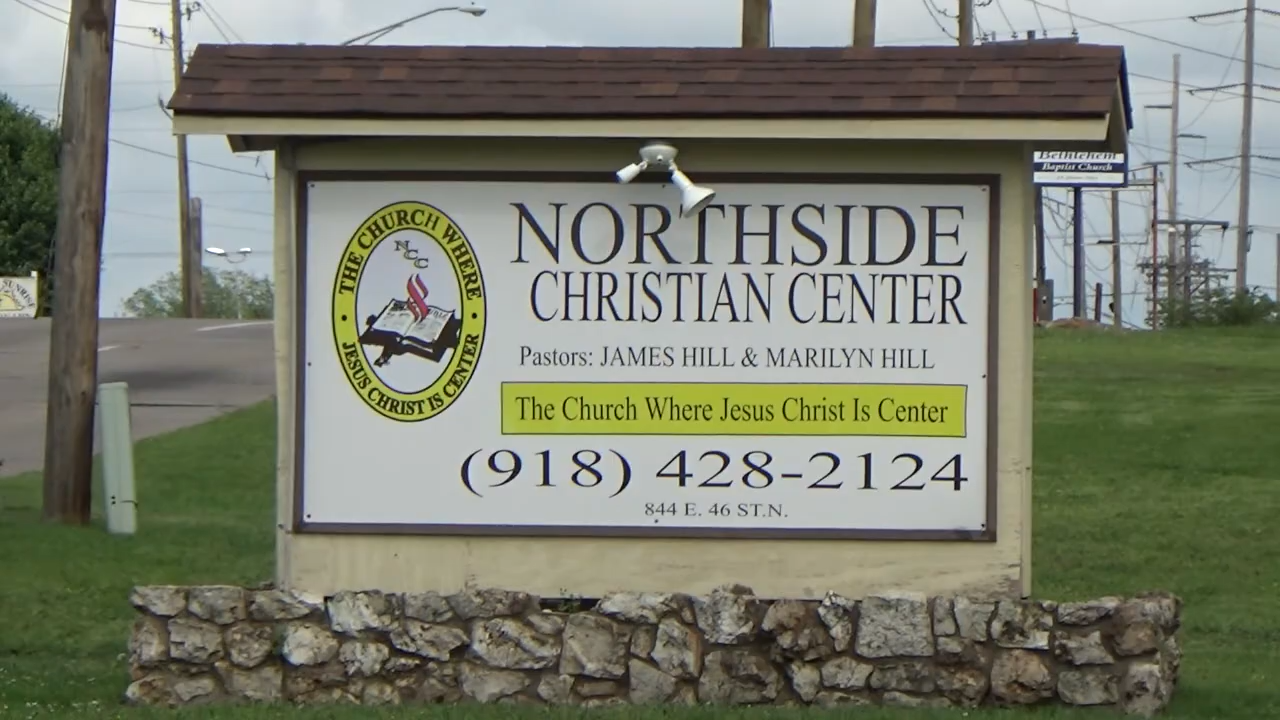 THE CHURCH WHERE
NCC
JESUS CHRIST IS CENTER
NORTHSIDE
CHRISTIAN CENTER
Pastors: JAMES HILL & MARILYN HILL
The Church Where Jesus Christ Is Center
(918) 428-2124
844 E. 46 ST.N.
Bethlehem
Baptist Church
SUNRISE